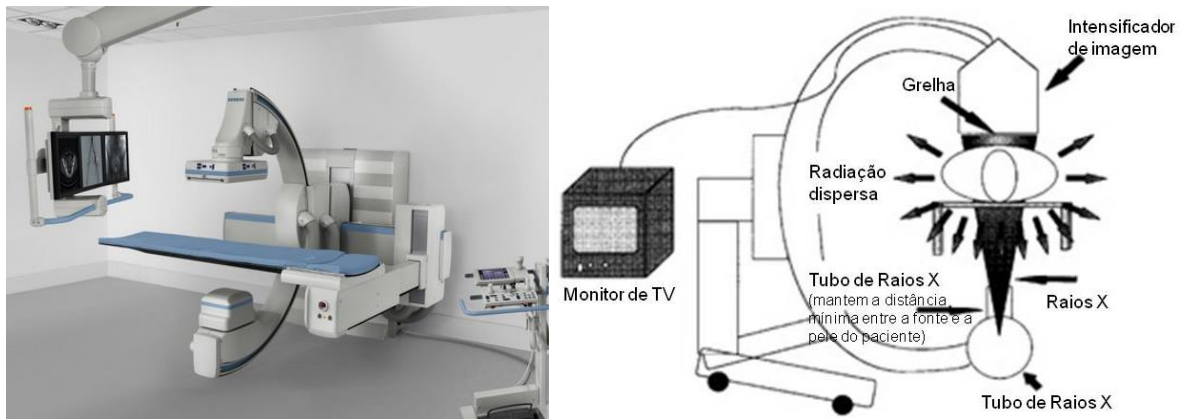 SIEMENS
Intensificador
de imagem
Grelha
Radiação
dispersa
Monitor de TV
Tubo de Raios X
(mantem a distância
mínima entre a fonte e a
pele do paciente)
Raios X
Tubo de Raios X